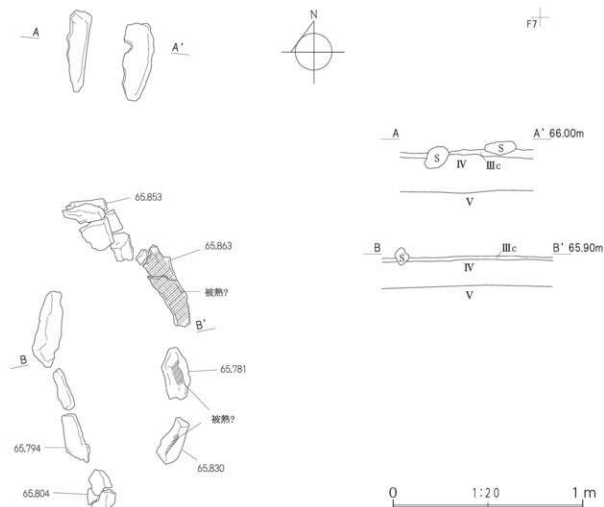 N
F7
A
A'
A
A' 66.00m
S
S
IV
IIIc
V
65.853
65.863
被熱?
B'
B
B
B' 65.90m
IIIc
S
IV
V
65.781
被熱?
65.794
65.830
65.804
0
1:20
1 m